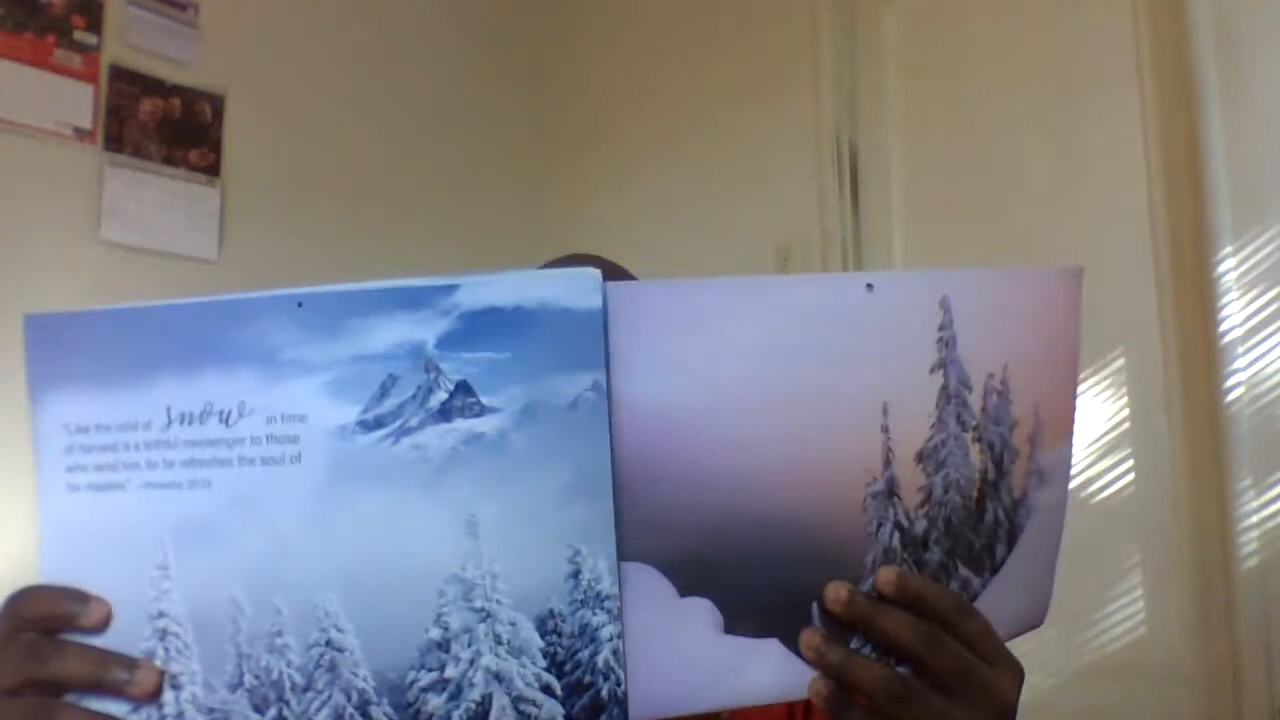 "Like the cold of snow in time
of harvest is a faithful messenger to those
who send him, for he refreshes the soul of
his masters." –Proverbs 25:13